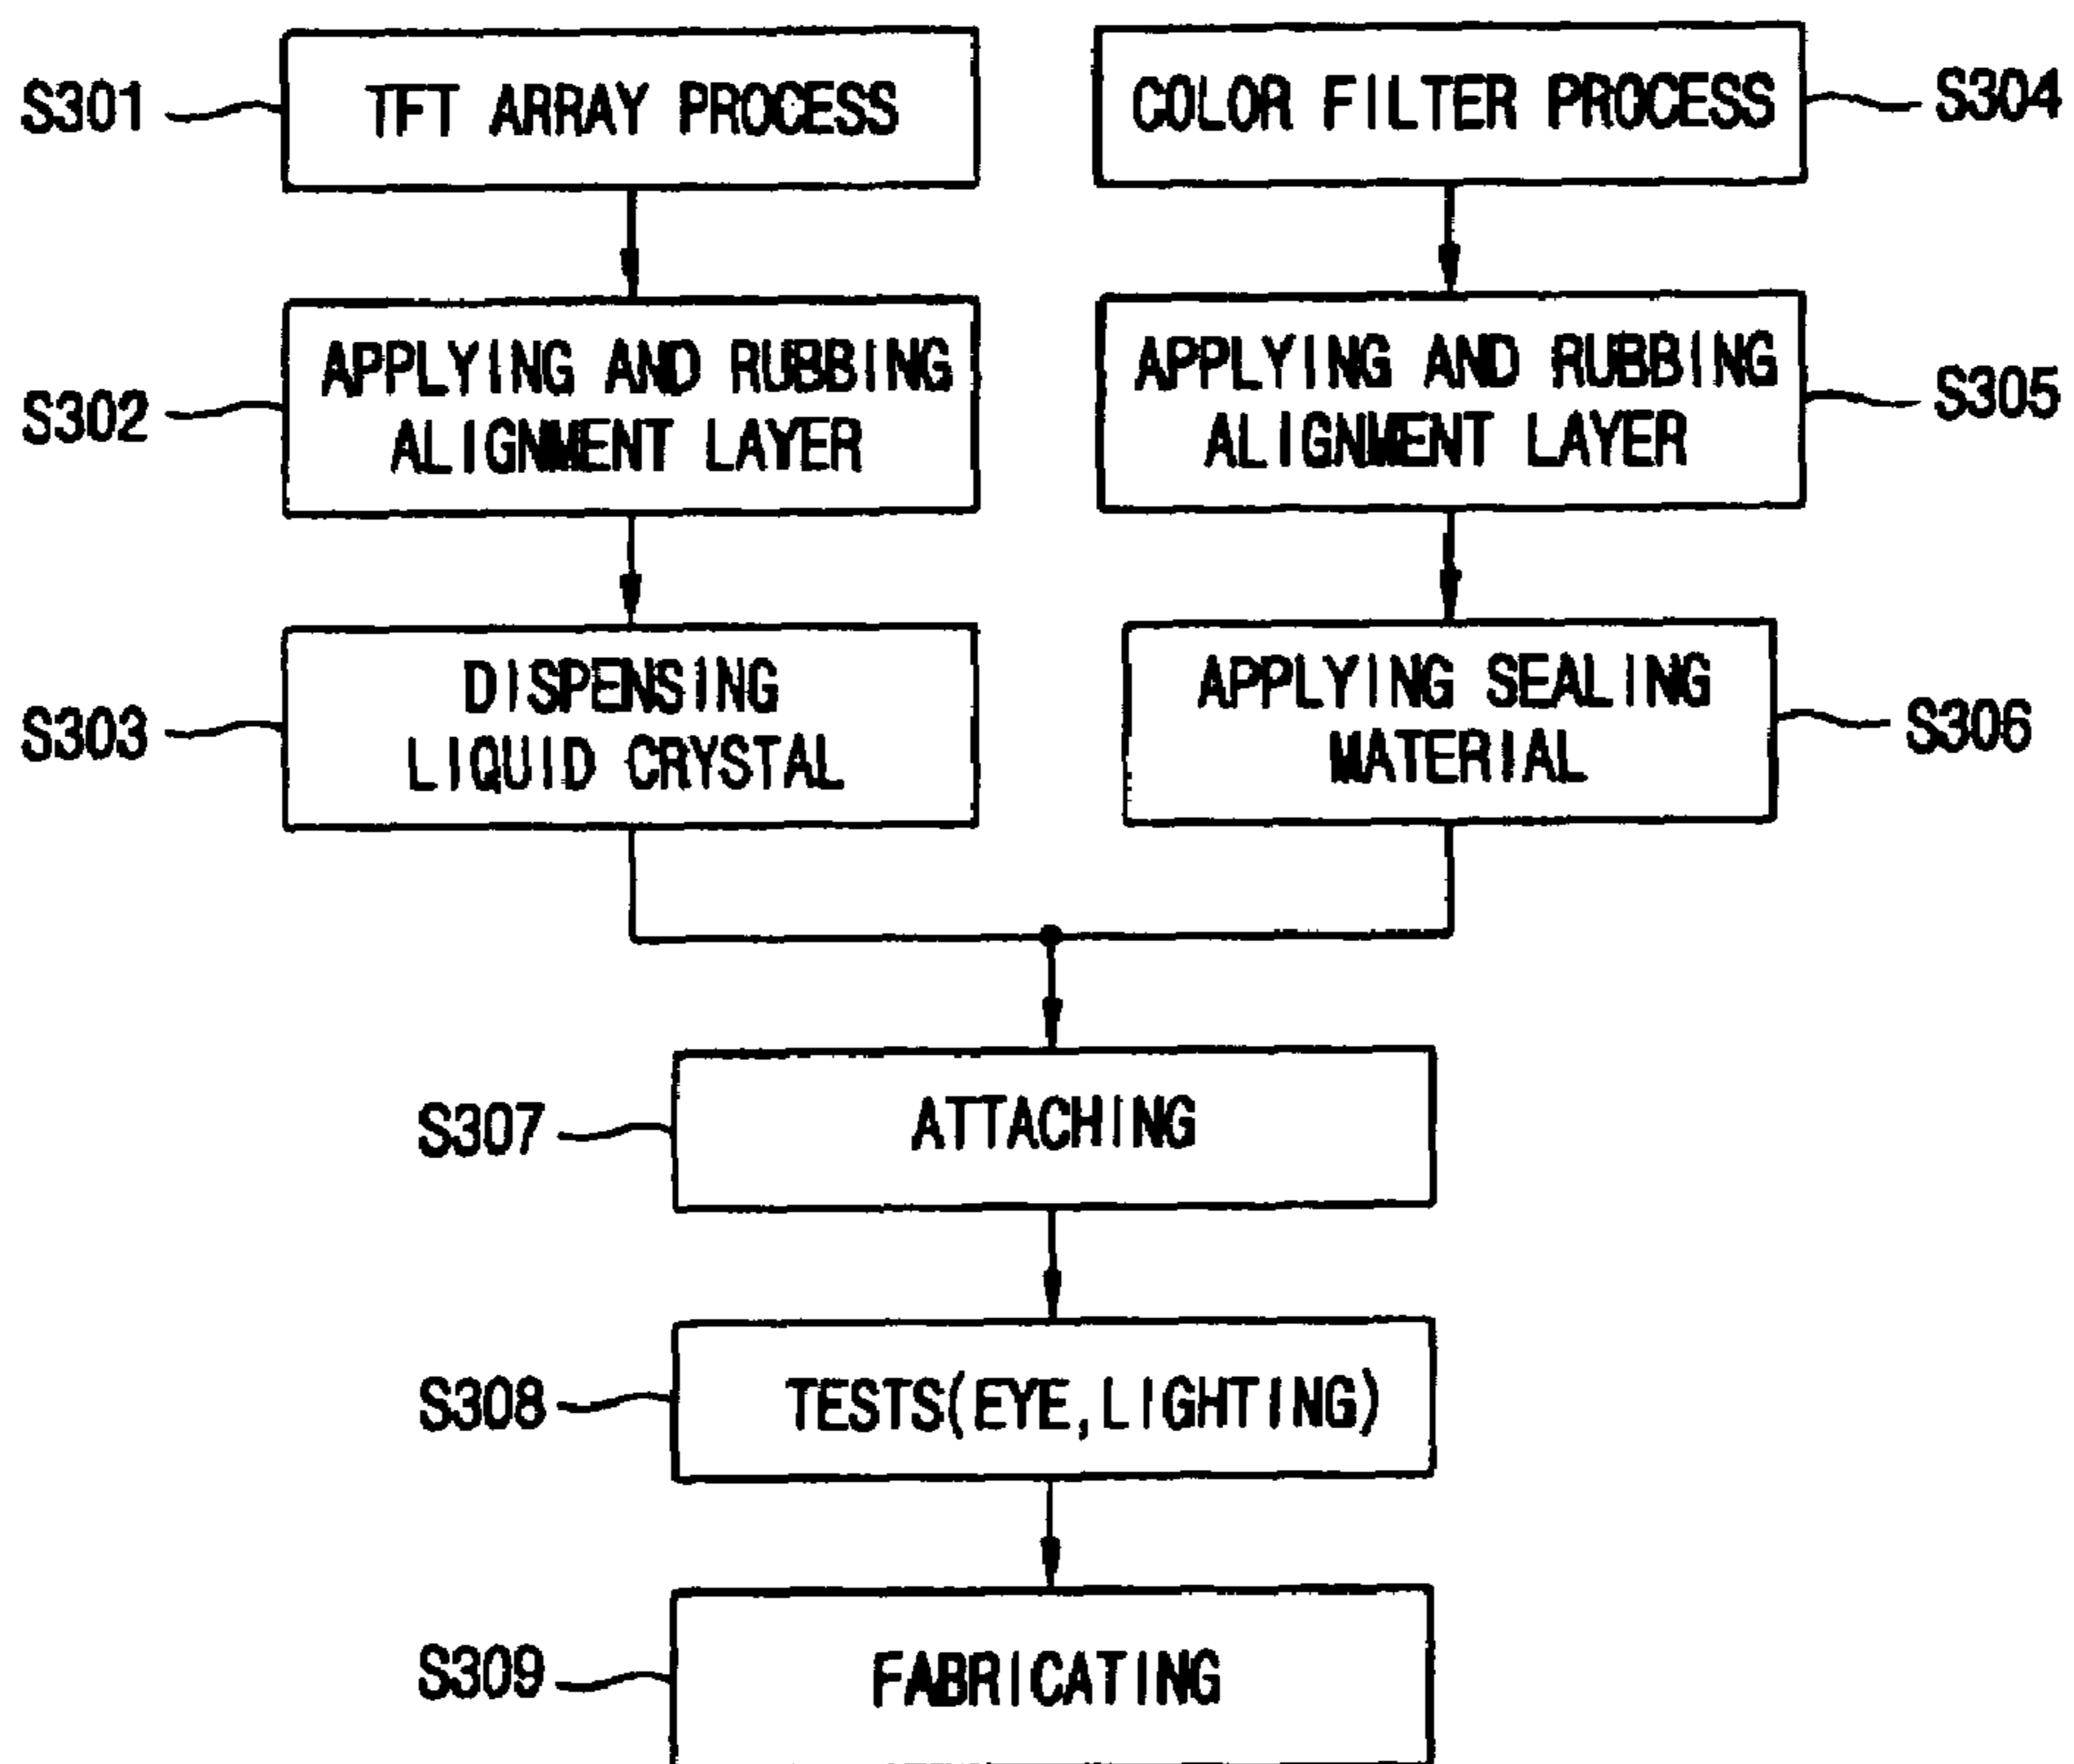 S301
TFT ARRAY PROCESS
COLOR FILTER PROCESS
S304
S302
APPLYING AND RUBBING
ALIGNMENT LAYER
APPLYING AND RUBBING
ALIGNMENT LAYER
S305
S303
DISPENSING
LIQUID CRYSTAL
APPLYING SEALING
MATERIAL
S306
S307
ATTACHING
S308
TESTS(EYE,LIGHTING)
S309
FABRICATING